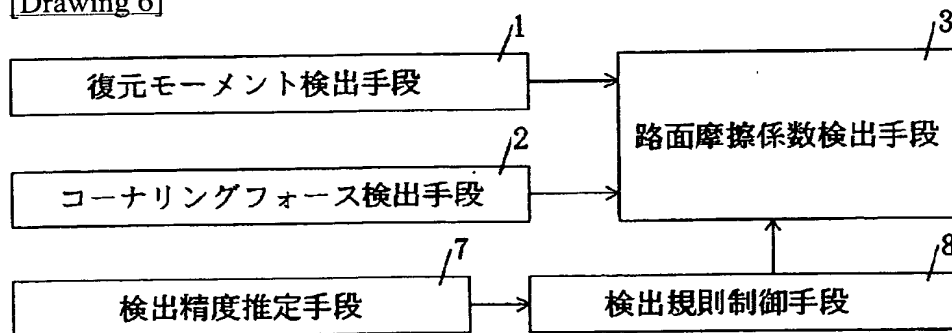 [Drawing 6]
1
復元モーメント検出手段
3
路面摩擦係数検出手段
2
コーナリングフォース検出手段
7
検出精度推定手段
8
検出規則制御手段